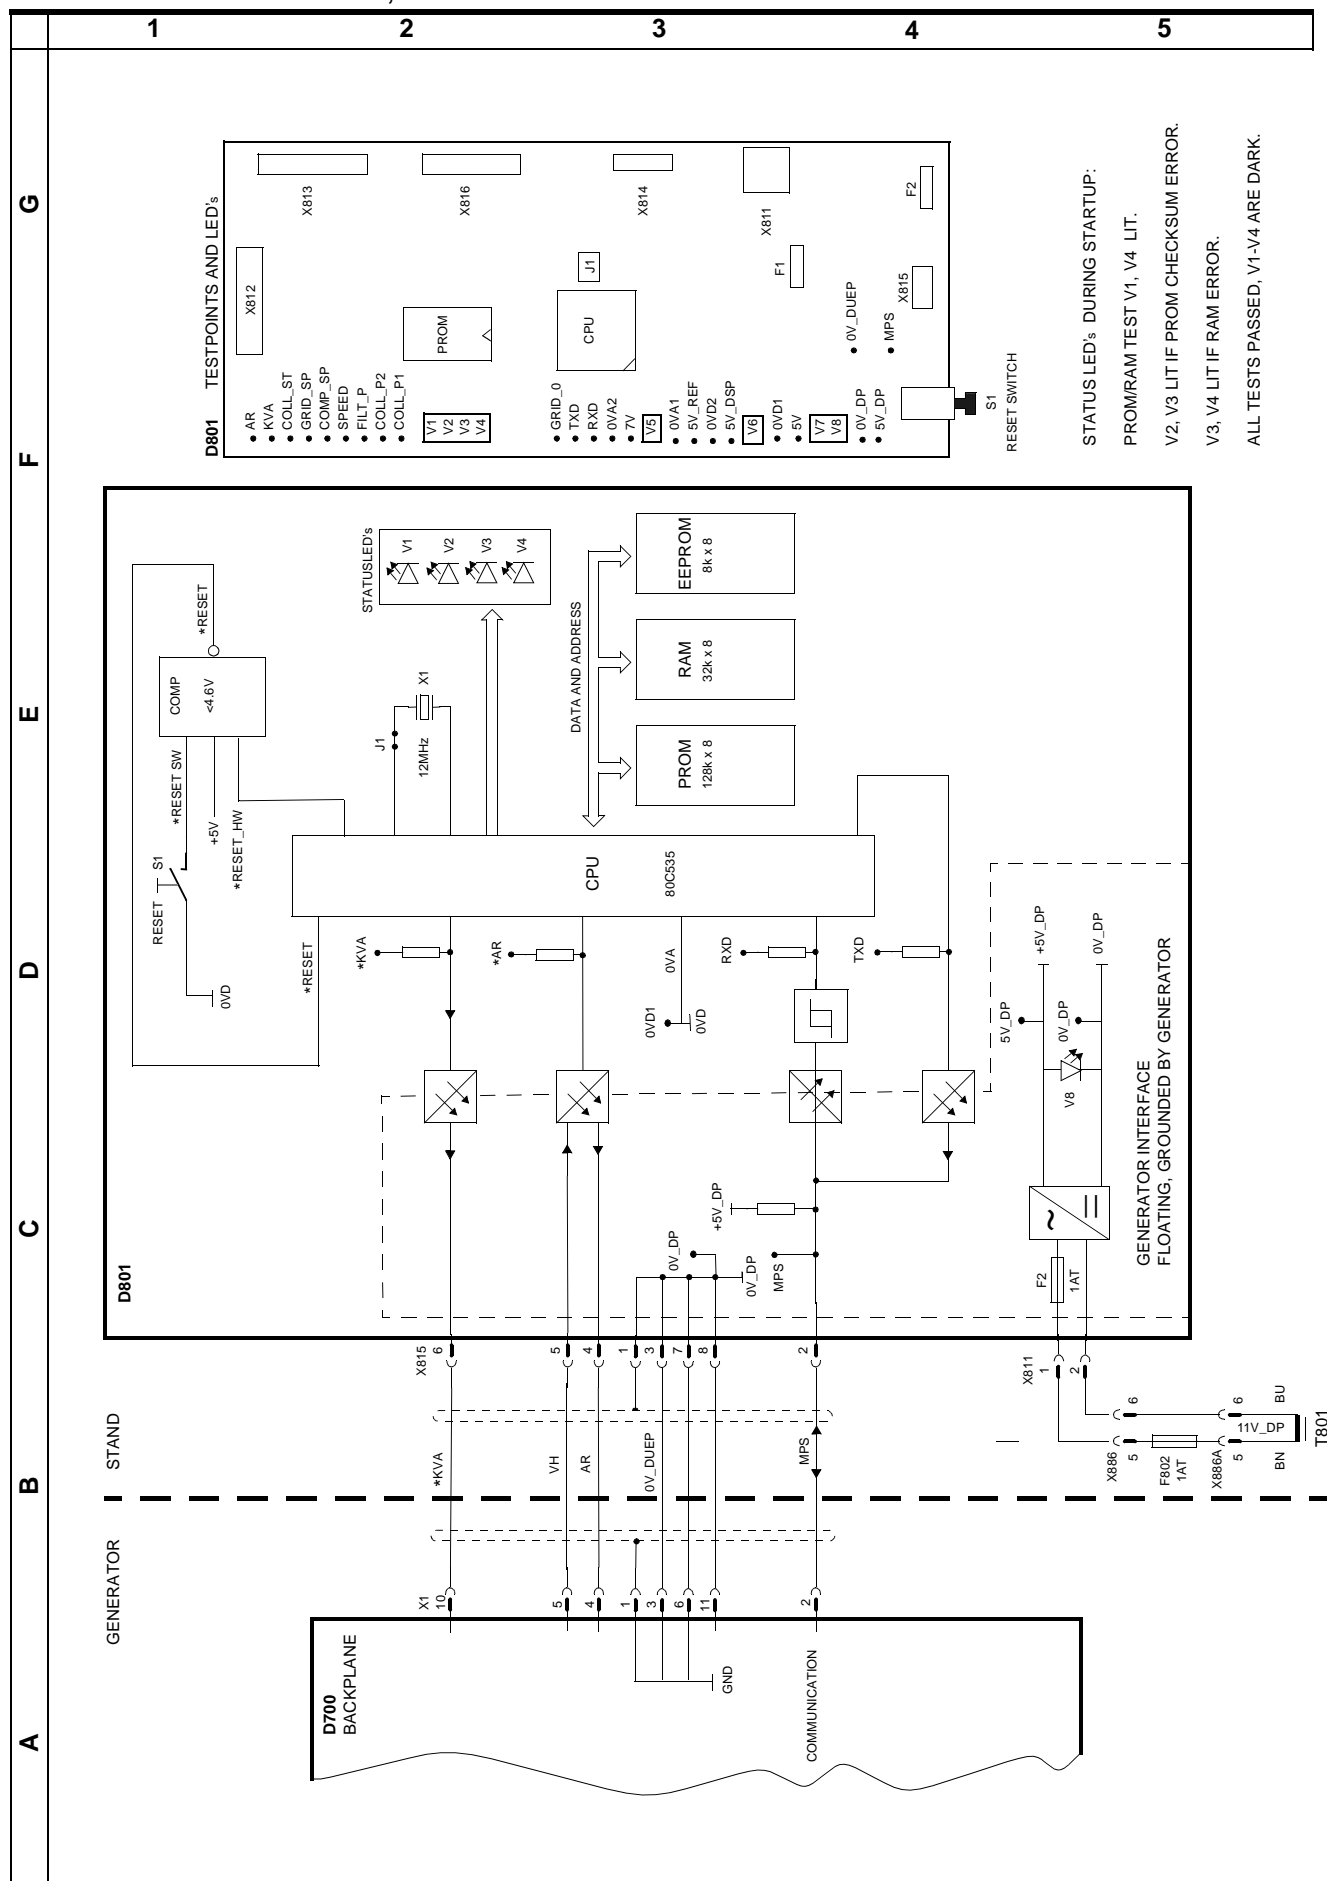 1
2
3
4
5
A
B
C
D
E
F
G
D801 TESTPOINTS AND LED's
X812
X813
X816
X814
X811
X815
F1
F2
J1
PROM
CPU
AR
KVA
COLL_ST
GRID_SP
COMP_SP
SPEED
FILT_P
COLL_P2
COLL_P1
V1
V2
V3
V4
GRID_0
TXD
RXD
0VA2
7V
V5
0VA1
5V_REF
0VD2
5V_DSP
V6
0VD1
5V
V7
V8
0V_DP
5V_DP
0V_DUEP
MPS
S1
RESET SWITCH
STATUS LED's DURING STARTUP:
PROM/RAM TEST V1, V4 LIT.
V2, V3 LIT IF PROM CHECKSUM ERROR.
V3, V4 LIT IF RAM ERROR.
ALL TESTS PASSED, V1-V4 ARE DARK.
D801
*RESET
COMP
<4.6V
*RESET SW
+5V
*RESET_HW
RESET
S1
0VD
*RESET
STATUSLED's
V1
V2
V3
V4
J1
X1
12MHz
DATA AND ADDRESS
EEPROM
8k x 8
RAM
32k x 8
PROM
128k x 8
CPU
80C535
*KVA
*AR
0VA
0VD1
0VD
RXD
TXD
+5V_DP
0V_DP
5V_DP
0V_DP
V8
GENERATOR INTERFACE
FLOATING, GROUNDED BY GENERATOR
+5V_DP
0V_DP
0V_DP
MPS
F2
1AT
~
X815
6
5
4
1
3
7
8
2
X811
1
2
STAND
*KVA
VH
AR
0V_DUEP
MPS
X886
5
6
F802
1AT
X886A
5
6
11V_DP
BN
BU
T801
GENERATOR
X1
10
5
4
1
3
6
11
2
D700
BACKPLANE
GND
COMMUNICATION